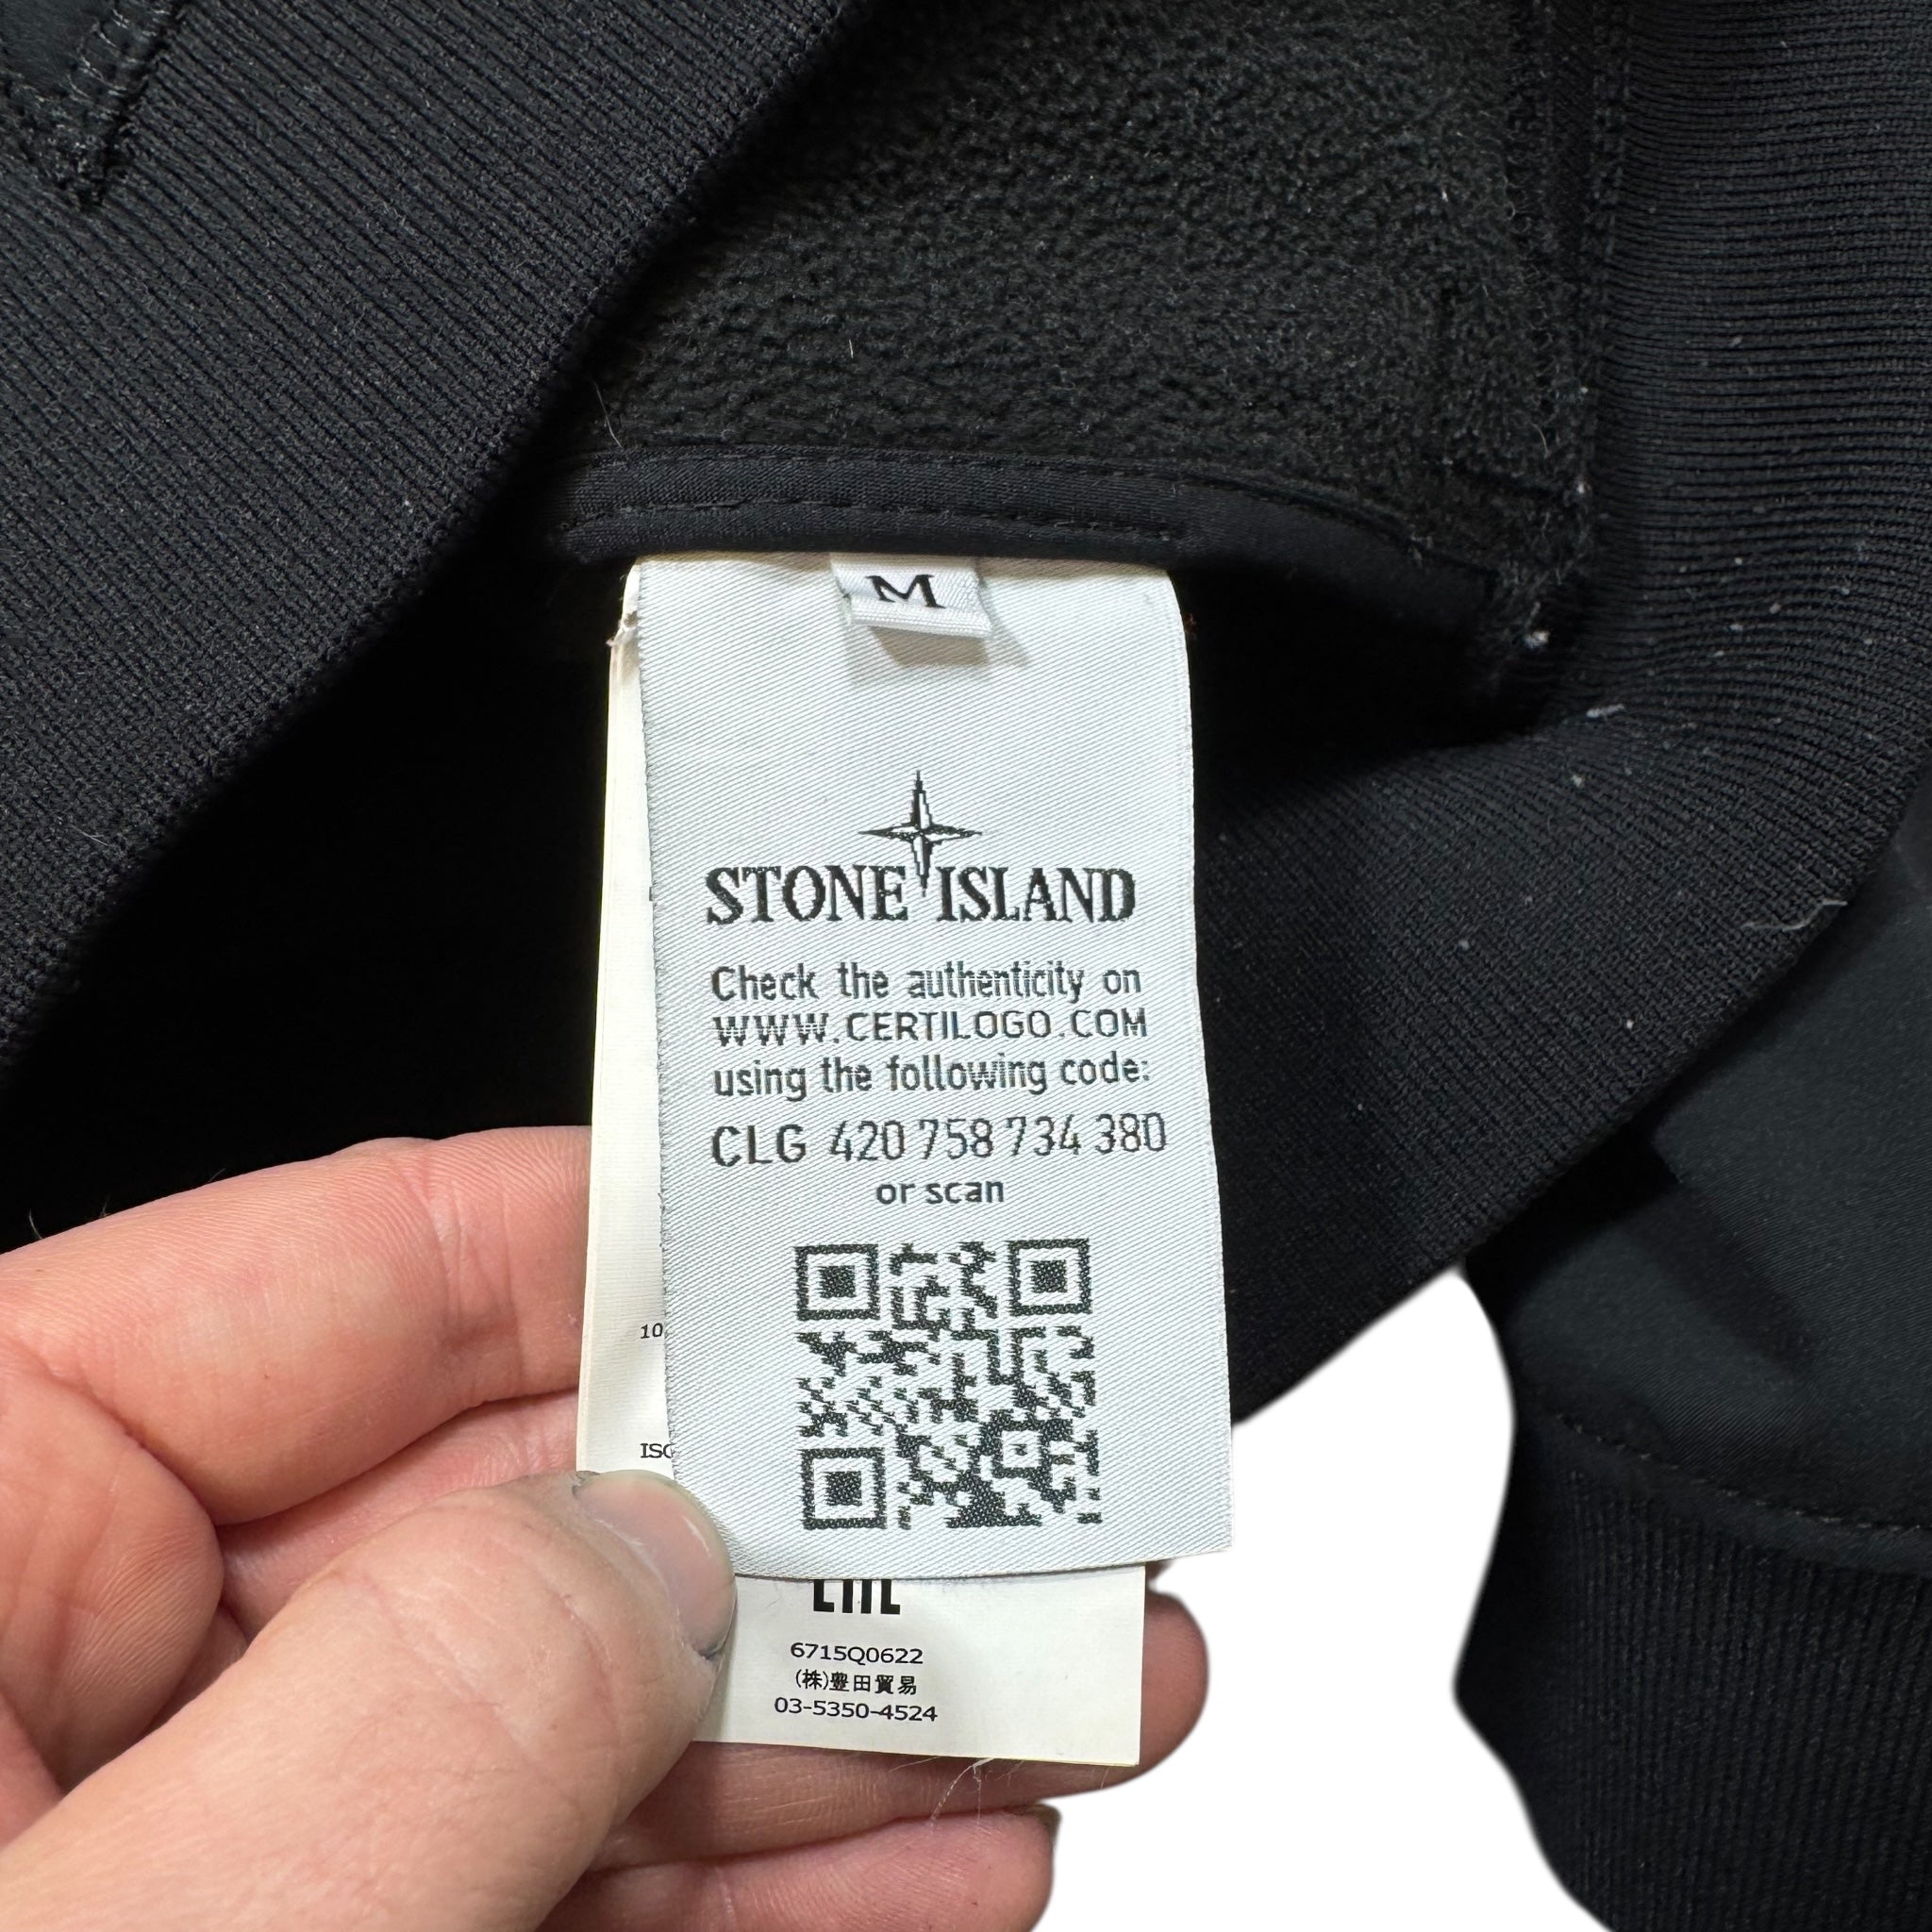 M
STONE ISLAND
Check the authenticity on
WWW.CERTILOGO.COM
using the following code:
CLG 420 758 734 380
or scan
10
6715Q0622
(株)豊田貿易
03-5350-4524